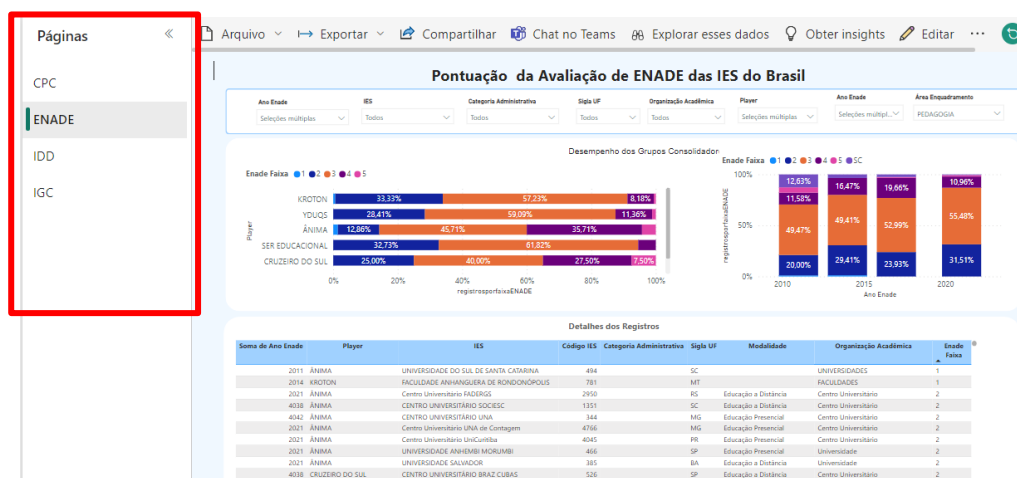 Páginas
CPC
ENADE
IDD
IGC
Arquivo Exportar Compartilhar Chat no Teams Explorar esses dados Obter insights Editar ...
Pontuação da Avaliação de ENADE das IES do Brasil
Ano Enade IES Categoria Administrativa Sigla UF Organização Acadêmica Player Ano Enade Área Enquadramento
Seleções múltiplas Todos Todos Todos Todos Seleções múltiplas Seleções múltipl... PEDAGOGIA
Desempenho dos Grupos Consolidador
Enade Faixa 1 2 3 4 5
KROTON 33,33% 57,23% 8,18%
YDUQS 28,41% 59,09% 11,36%
ÂNIMA 12,86% 45,71% 35,71%
SER EDUCACIONAL 32,73% 61,82%
CRUZEIRO DO SUL 25,00% 40,00% 27,50% 7,50%
Player
0% 20% 40% 60% 80% 100%
registrosporfaixaENADE
Enade Faixa 1 2 3 4 5 SC
registrosporfaixaENADE
100%
50%
0%
12,63% 11,58% 49,47% 20,00%
16,47% 49,41% 29,41%
19,66% 52,99% 23,93%
10,96% 55,48% 31,51%
2010 2015 2020
Ano Enade
Detalhes dos Registros
Soma de Ano Enade Player IES Código IES Categoria Administrativa Sigla UF Modalidade Organização Acadêmica Enade Faixa
2011 ÂNIMA UNIVERSIDADE DO SUL DE SANTA CATARINA 494 SC UNIVERSIDADES 1
2014 KROTON FACULDADE ANHANGUERA DE RONDONÓPOLIS 781 MT FACULDADES 1
2021 ÂNIMA Centro Universitário FADERGS 2950 RS Educação a Distância Centro Universitário 2
4038 ÂNIMA CENTRO UNIVERSITÁRIO SOCIESC 1351 SC Educação a Distância Centro Universitário 2
4042 ÂNIMA CENTRO UNIVERSITÁRIO UNA 344 MG Educação Presencial Centro Universitário 2
2021 ÂNIMA Centro Universitário UNA de Contagem 4766 MG Educação Presencial Centro Universitário 2
2021 ÂNIMA Centro Universitário UniCuritiba 4045 PR Educação Presencial Centro Universitário 2
2021 ÂNIMA UNIVERSIDADE ANHEMBI MORUMBI 466 SP Educação Presencial Universidade 2
2021 ÂNIMA UNIVERSIDADE SALVADOR 385 BA Educação a Distância Universidade 2
4038 CRUZEIRO DO SUL CENTRO UNIVERSITÁRIO BRAZ CUBAS 526 SP Educação a Distância Centro Universitário 2